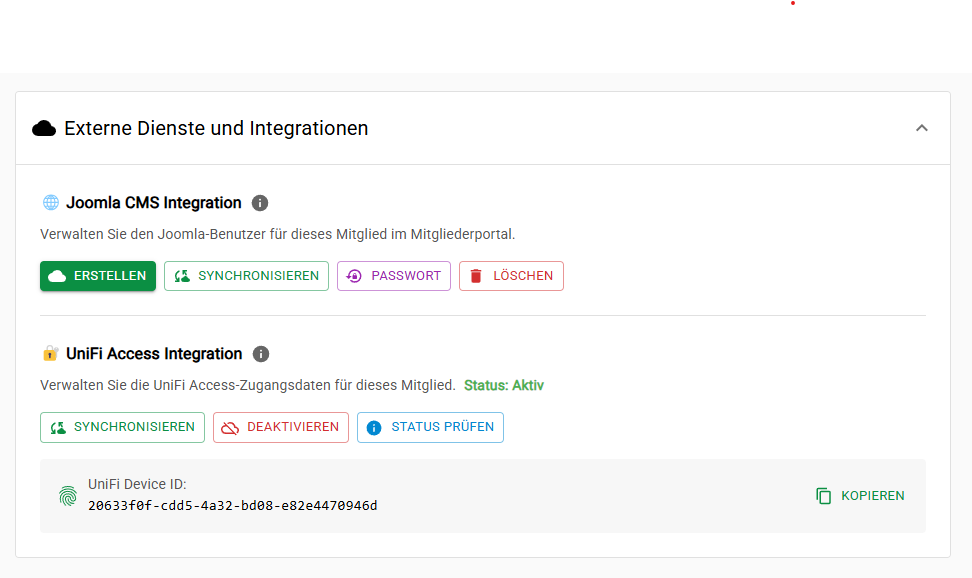 Externe Dienste und Integrationen
Joomla CMS Integration
Verwalten Sie den Joomla-Benutzer für dieses Mitglied im Mitgliederportal.
ERSTELLEN SYNCHRONISIEREN PASSWORT LÖSCHEN
UniFi Access Integration
Verwalten Sie die UniFi Access-Zugangsdaten für dieses Mitglied. Status: Aktiv
SYNCHRONISIEREN DEAKTIVIEREN STATUS PRÜFEN
UniFi Device ID:
20633f0f-cdd5-4a32-bd08-e82e4470946d
KOPIEREN